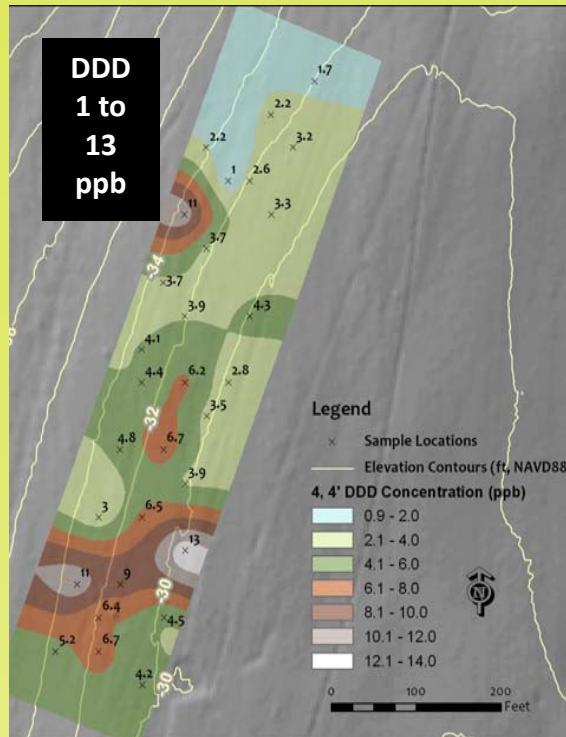 DDD
1 to
13
ppb
1.7
2.2
3.2
2.2
1
2.6
11
3.3
3.7
-34
3.7
3.9
4.3
4.1
4.4
6.2
2.8
-32
3.5
4.8
6.7
3.9
3
6.5
13
11
9
-30
6.4
4.5
5.2
6.7
4.2
-30
Legend
Sample Locations
Elevation Contours (ft, NAVD88
4, 4' DDD Concentration (ppb)
0.9 - 2.0
2.1 - 4.0
4.1 - 6.0
6.1 - 8.0
8.1 - 10.0
10.1 - 12.0
12.1 - 14.0
N
0 100 200
Feet